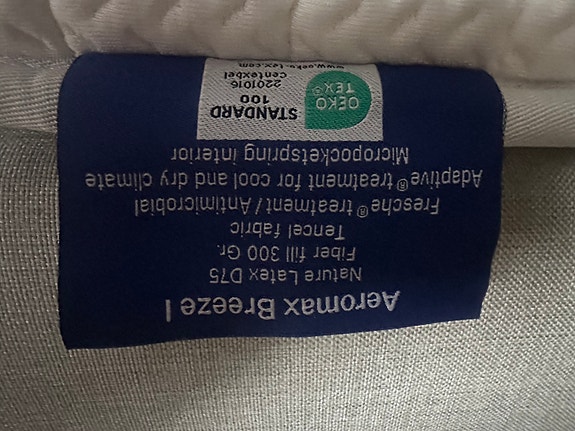 Aeromax Breeze I
Nature Latex D75
Fiber fill 300 Gr.
Tencel fabric
Fresche® treatment / Antimicrobial
Adaptive® treatment for cool and dry climate
Micropocketspring interior
OEKO
TEX®
STANDARD
100
2201016
centexbel
www.oeko-tex.com